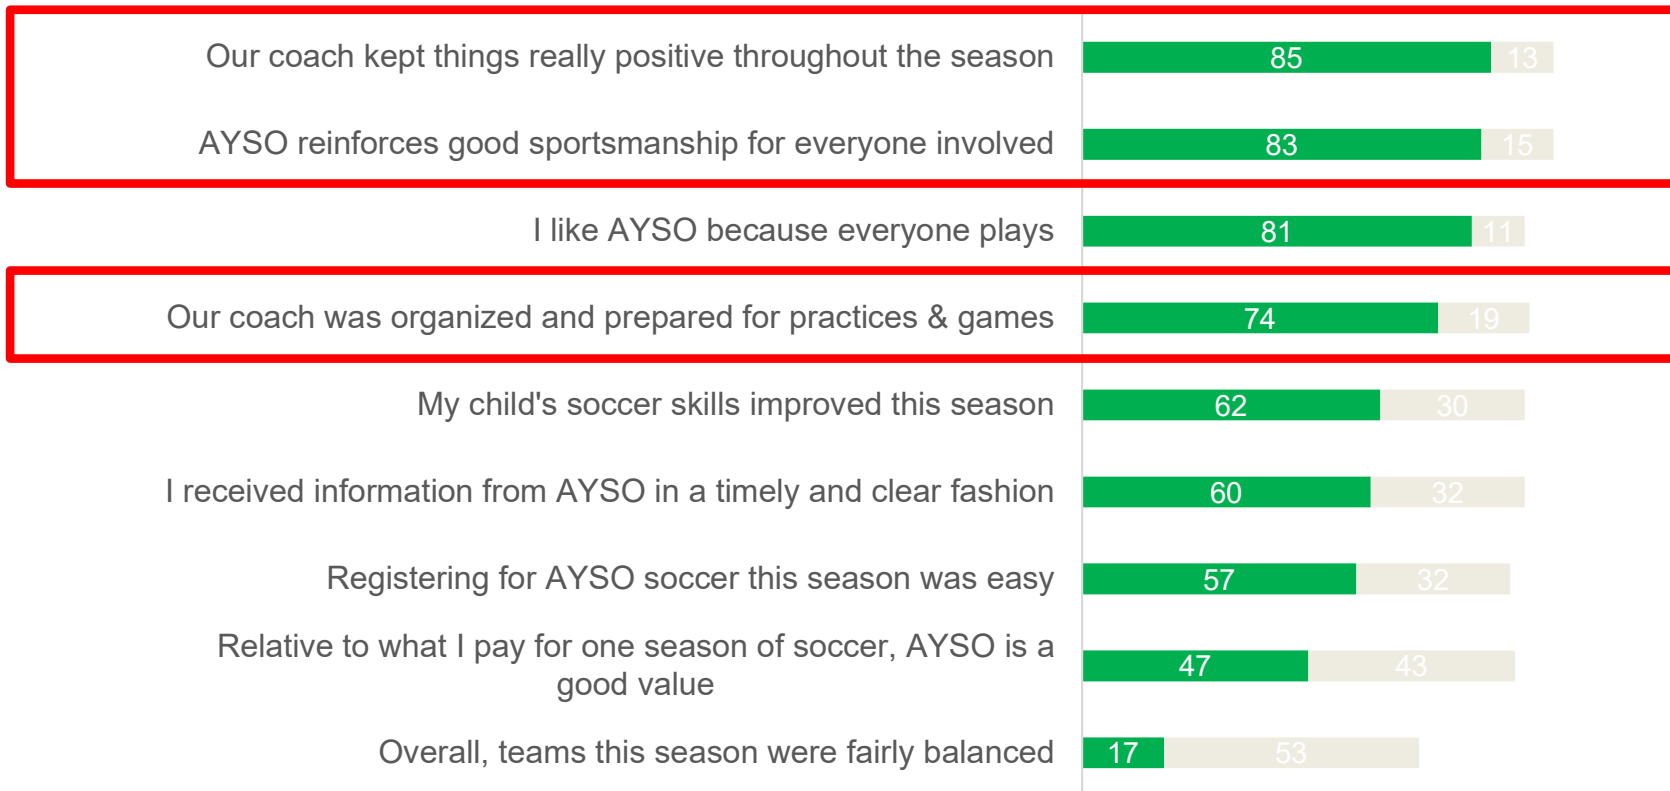 Our coach kept things really positive throughout the season 85 13
AYSO reinforces good sportsmanship for everyone involved 83 15
I like AYSO because everyone plays 81 11
Our coach was organized and prepared for practices & games 74 19
My child's soccer skills improved this season 62 30
I received information from AYSO in a timely and clear fashion 60 32
Registering for AYSO soccer this season was easy 57 32
Relative to what I pay for one season of soccer, AYSO is a
good value 47 43
Overall, teams this season were fairly balanced 17 53